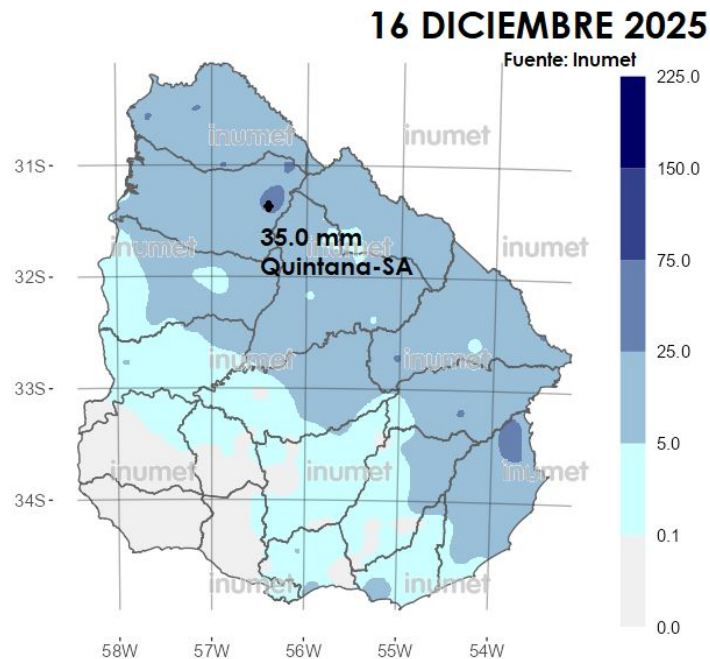 16 DICIEMBRE 2025
Fuente: Inumet
225.0
150.0
75.0
25.0
5.0
0.1
0.0
inumet
inumet
31S
35.0 mm
Quintana-SA
inumet
inumet
inumet
32S
inumet
inumet
33S
inumet
inumet
inumet
34S
inumet
inumet
58W
57W
56W
55W
54W